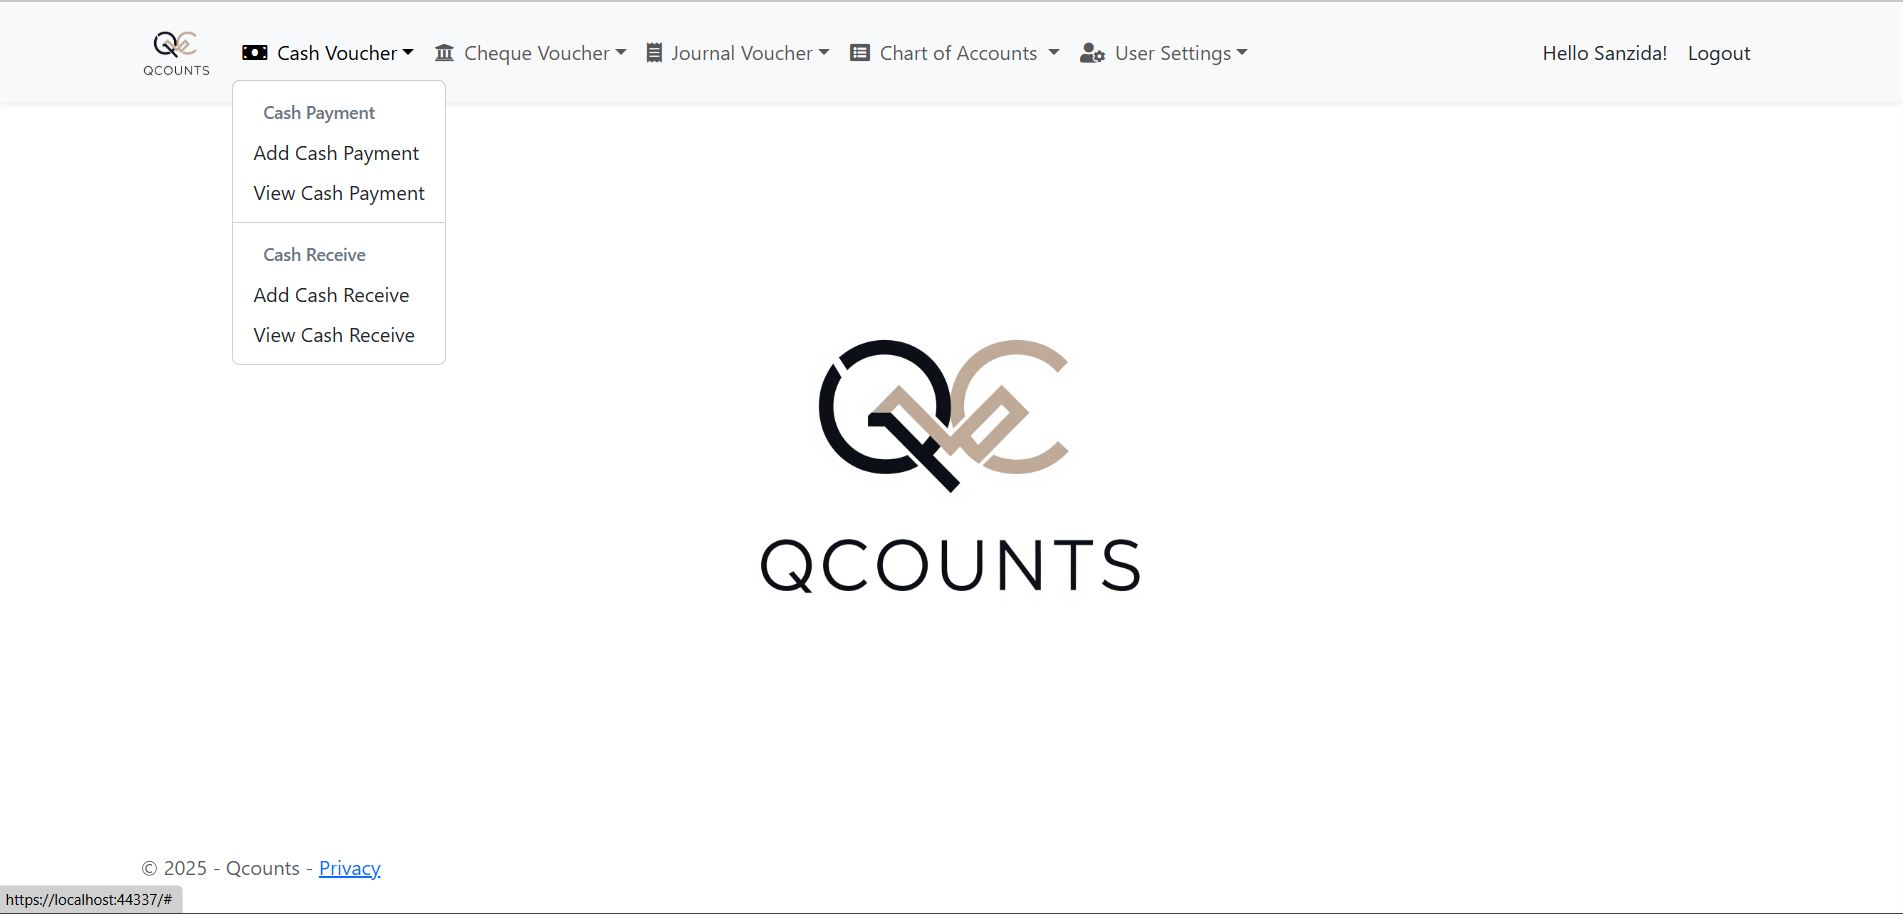 QCOUNTS
Cash Voucher
Cheque Voucher
Journal Voucher
Chart of Accounts
User Settings
Hello Sanzida!
Logout
Cash Payment
Add Cash Payment
View Cash Payment
Cash Receive
Add Cash Receive
View Cash Receive
QCOUNTS
© 2025 - Qcounts - Privacy
https://localhost:44337/#